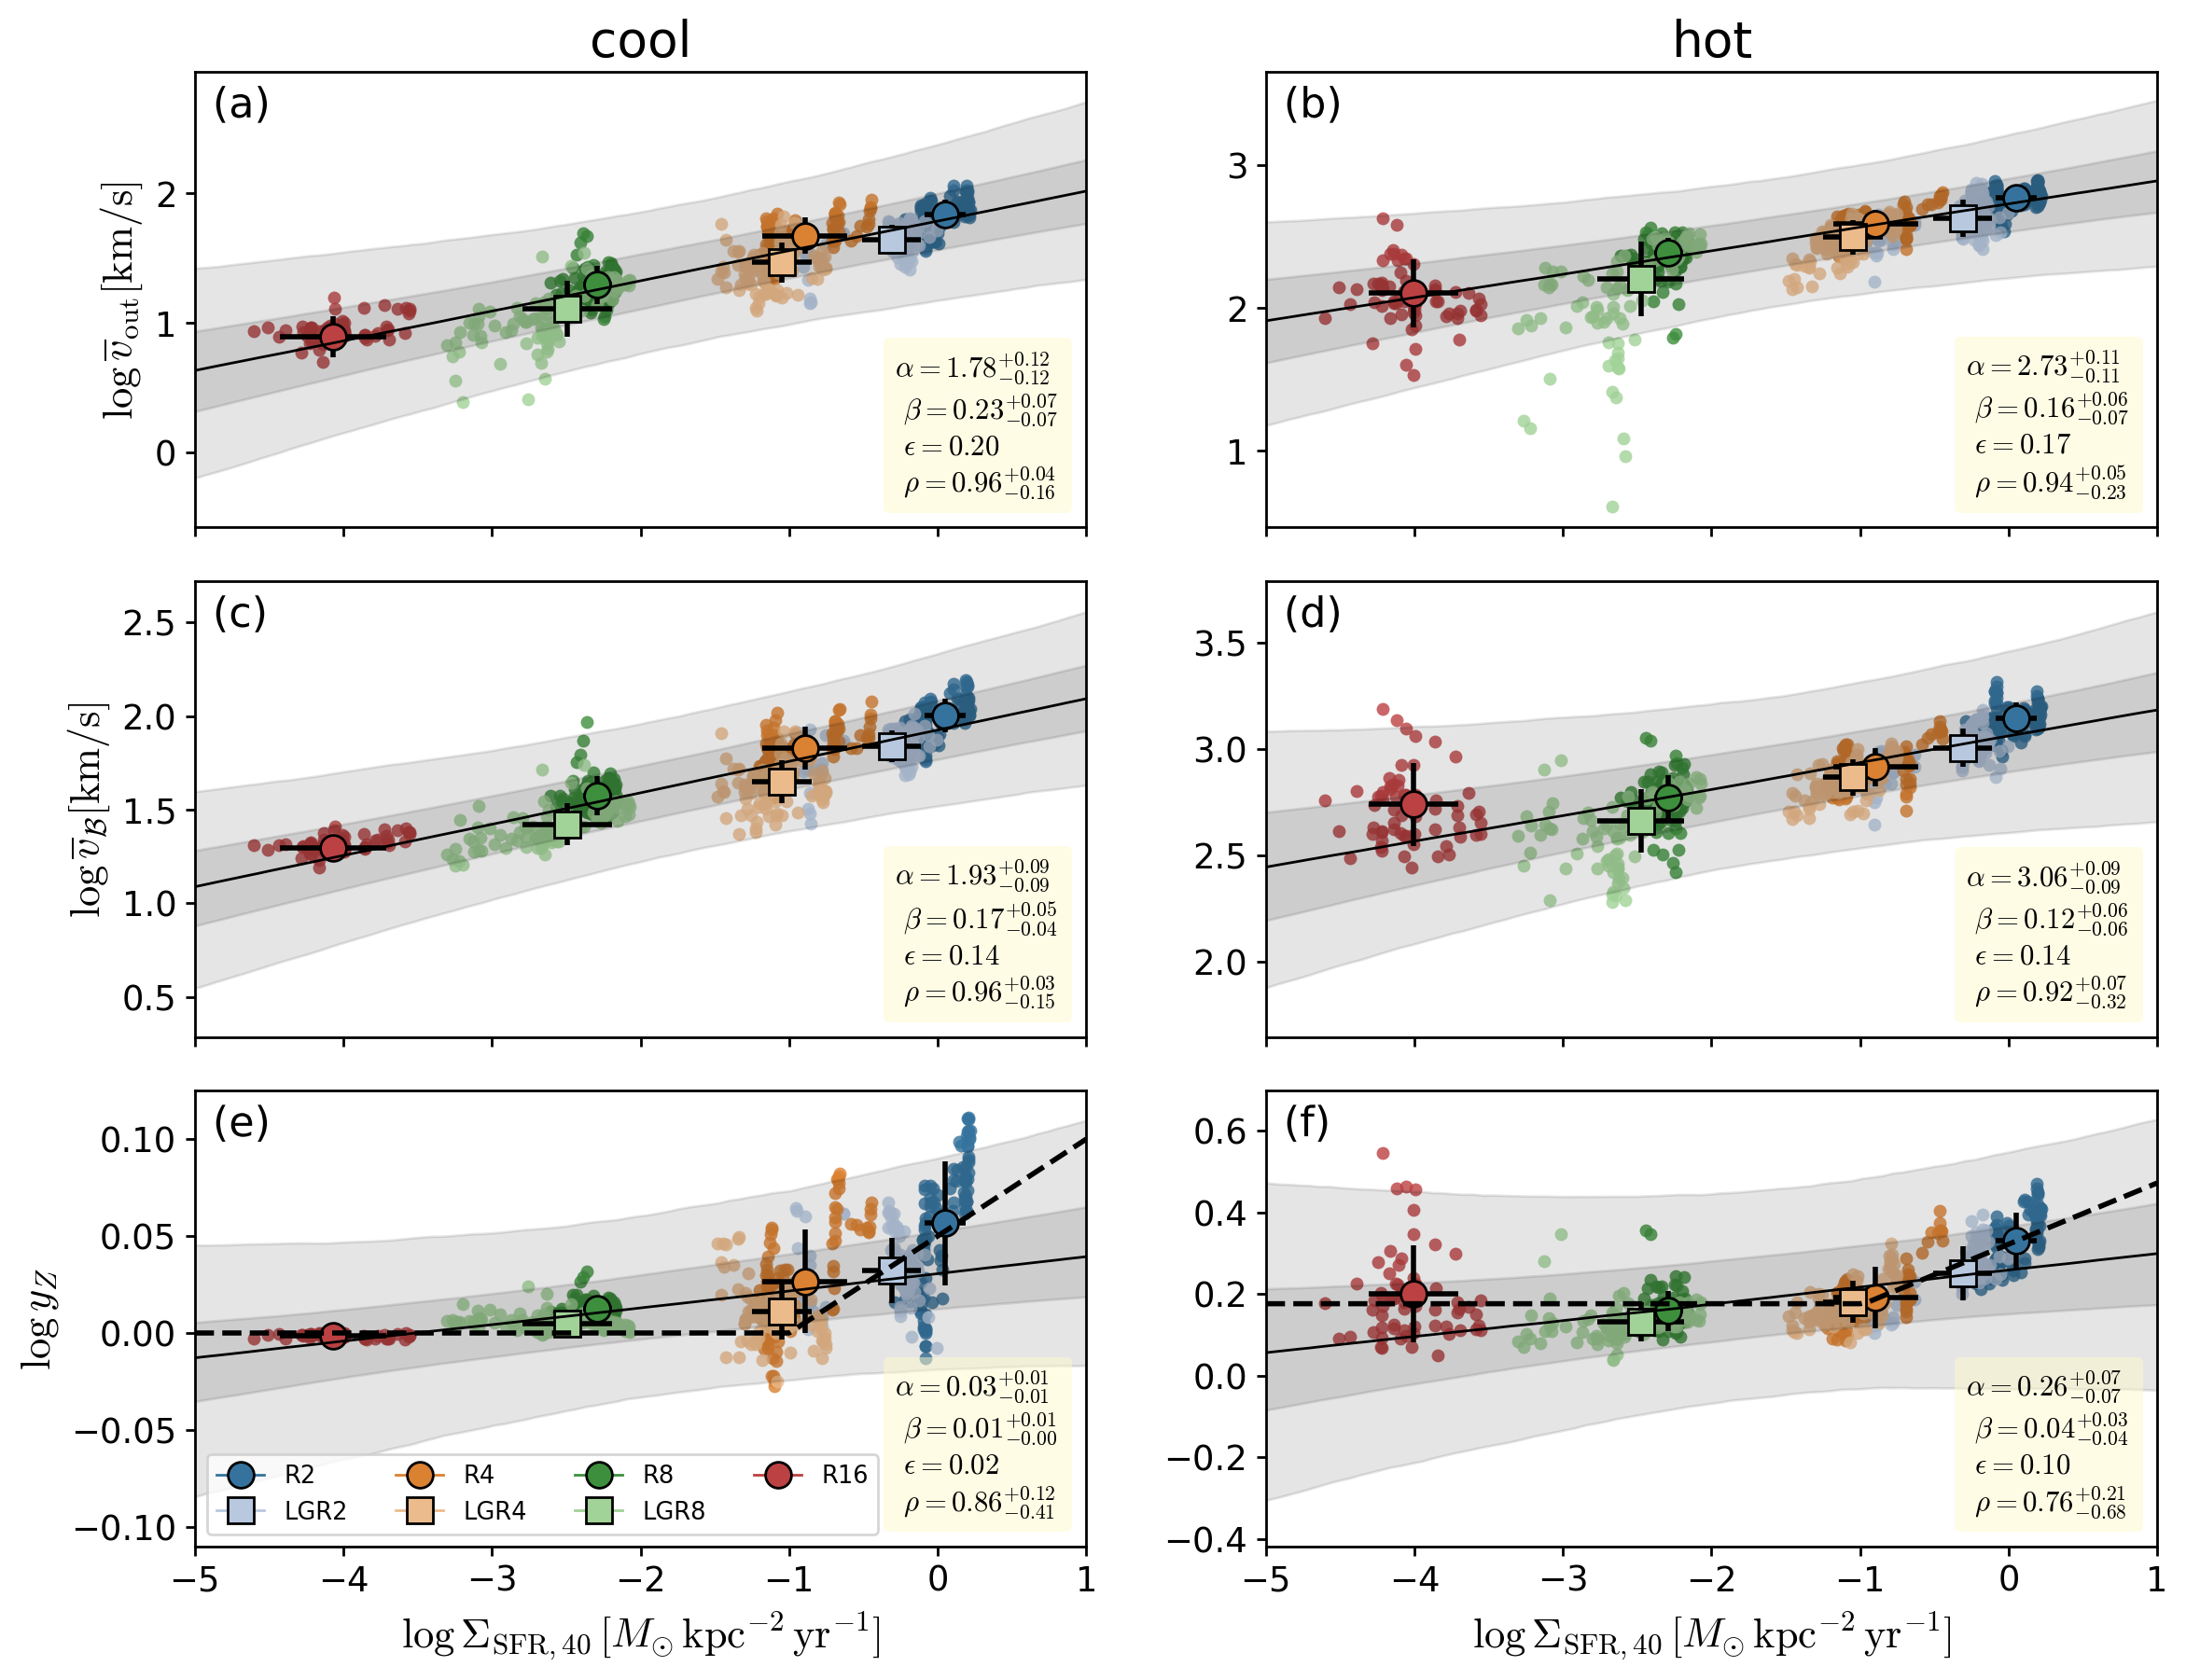 cool
hot
(a)
(b)
log v̅_out [km/s]
2
1
0
3
2
1
α = 1.78^{+0.12}_{−0.12}
β = 0.23^{+0.07}_{−0.07}
ϵ = 0.20
ρ = 0.96^{+0.04}_{−0.16}
α = 2.73^{+0.11}_{−0.11}
β = 0.16^{+0.06}_{−0.07}
ϵ = 0.17
ρ = 0.94^{+0.05}_{−0.23}
(c)
(d)
log v̅_ℬ [km/s]
2.5
2.0
1.5
1.0
0.5
3.5
3.0
2.5
2.0
α = 1.93^{+0.09}_{−0.09}
β = 0.17^{+0.05}_{−0.04}
ϵ = 0.14
ρ = 0.96^{+0.03}_{−0.15}
α = 3.06^{+0.09}_{−0.09}
β = 0.12^{+0.06}_{−0.06}
ϵ = 0.14
ρ = 0.92^{+0.07}_{−0.32}
(e)
(f)
log y_Z
0.10
0.05
0.00
−0.05
−0.10
0.6
0.4
0.2
0.0
−0.2
−0.4
α = 0.03^{+0.01}_{−0.01}
β = 0.01^{+0.01}_{−0.00}
ϵ = 0.02
ρ = 0.86^{+0.12}_{−0.41}
α = 0.26^{+0.07}_{−0.07}
β = 0.04^{+0.03}_{−0.04}
ϵ = 0.10
ρ = 0.76^{+0.21}_{−0.68}
R2 R4 R8 R16
LGR2 LGR4 LGR8
−5 −4 −3 −2 −1 0 1
−5 −4 −3 −2 −1 0 1
log Σ_{SFR, 40} [M_⊙ kpc^{−2} yr^{−1}]
log Σ_{SFR, 40} [M_⊙ kpc^{−2} yr^{−1}]